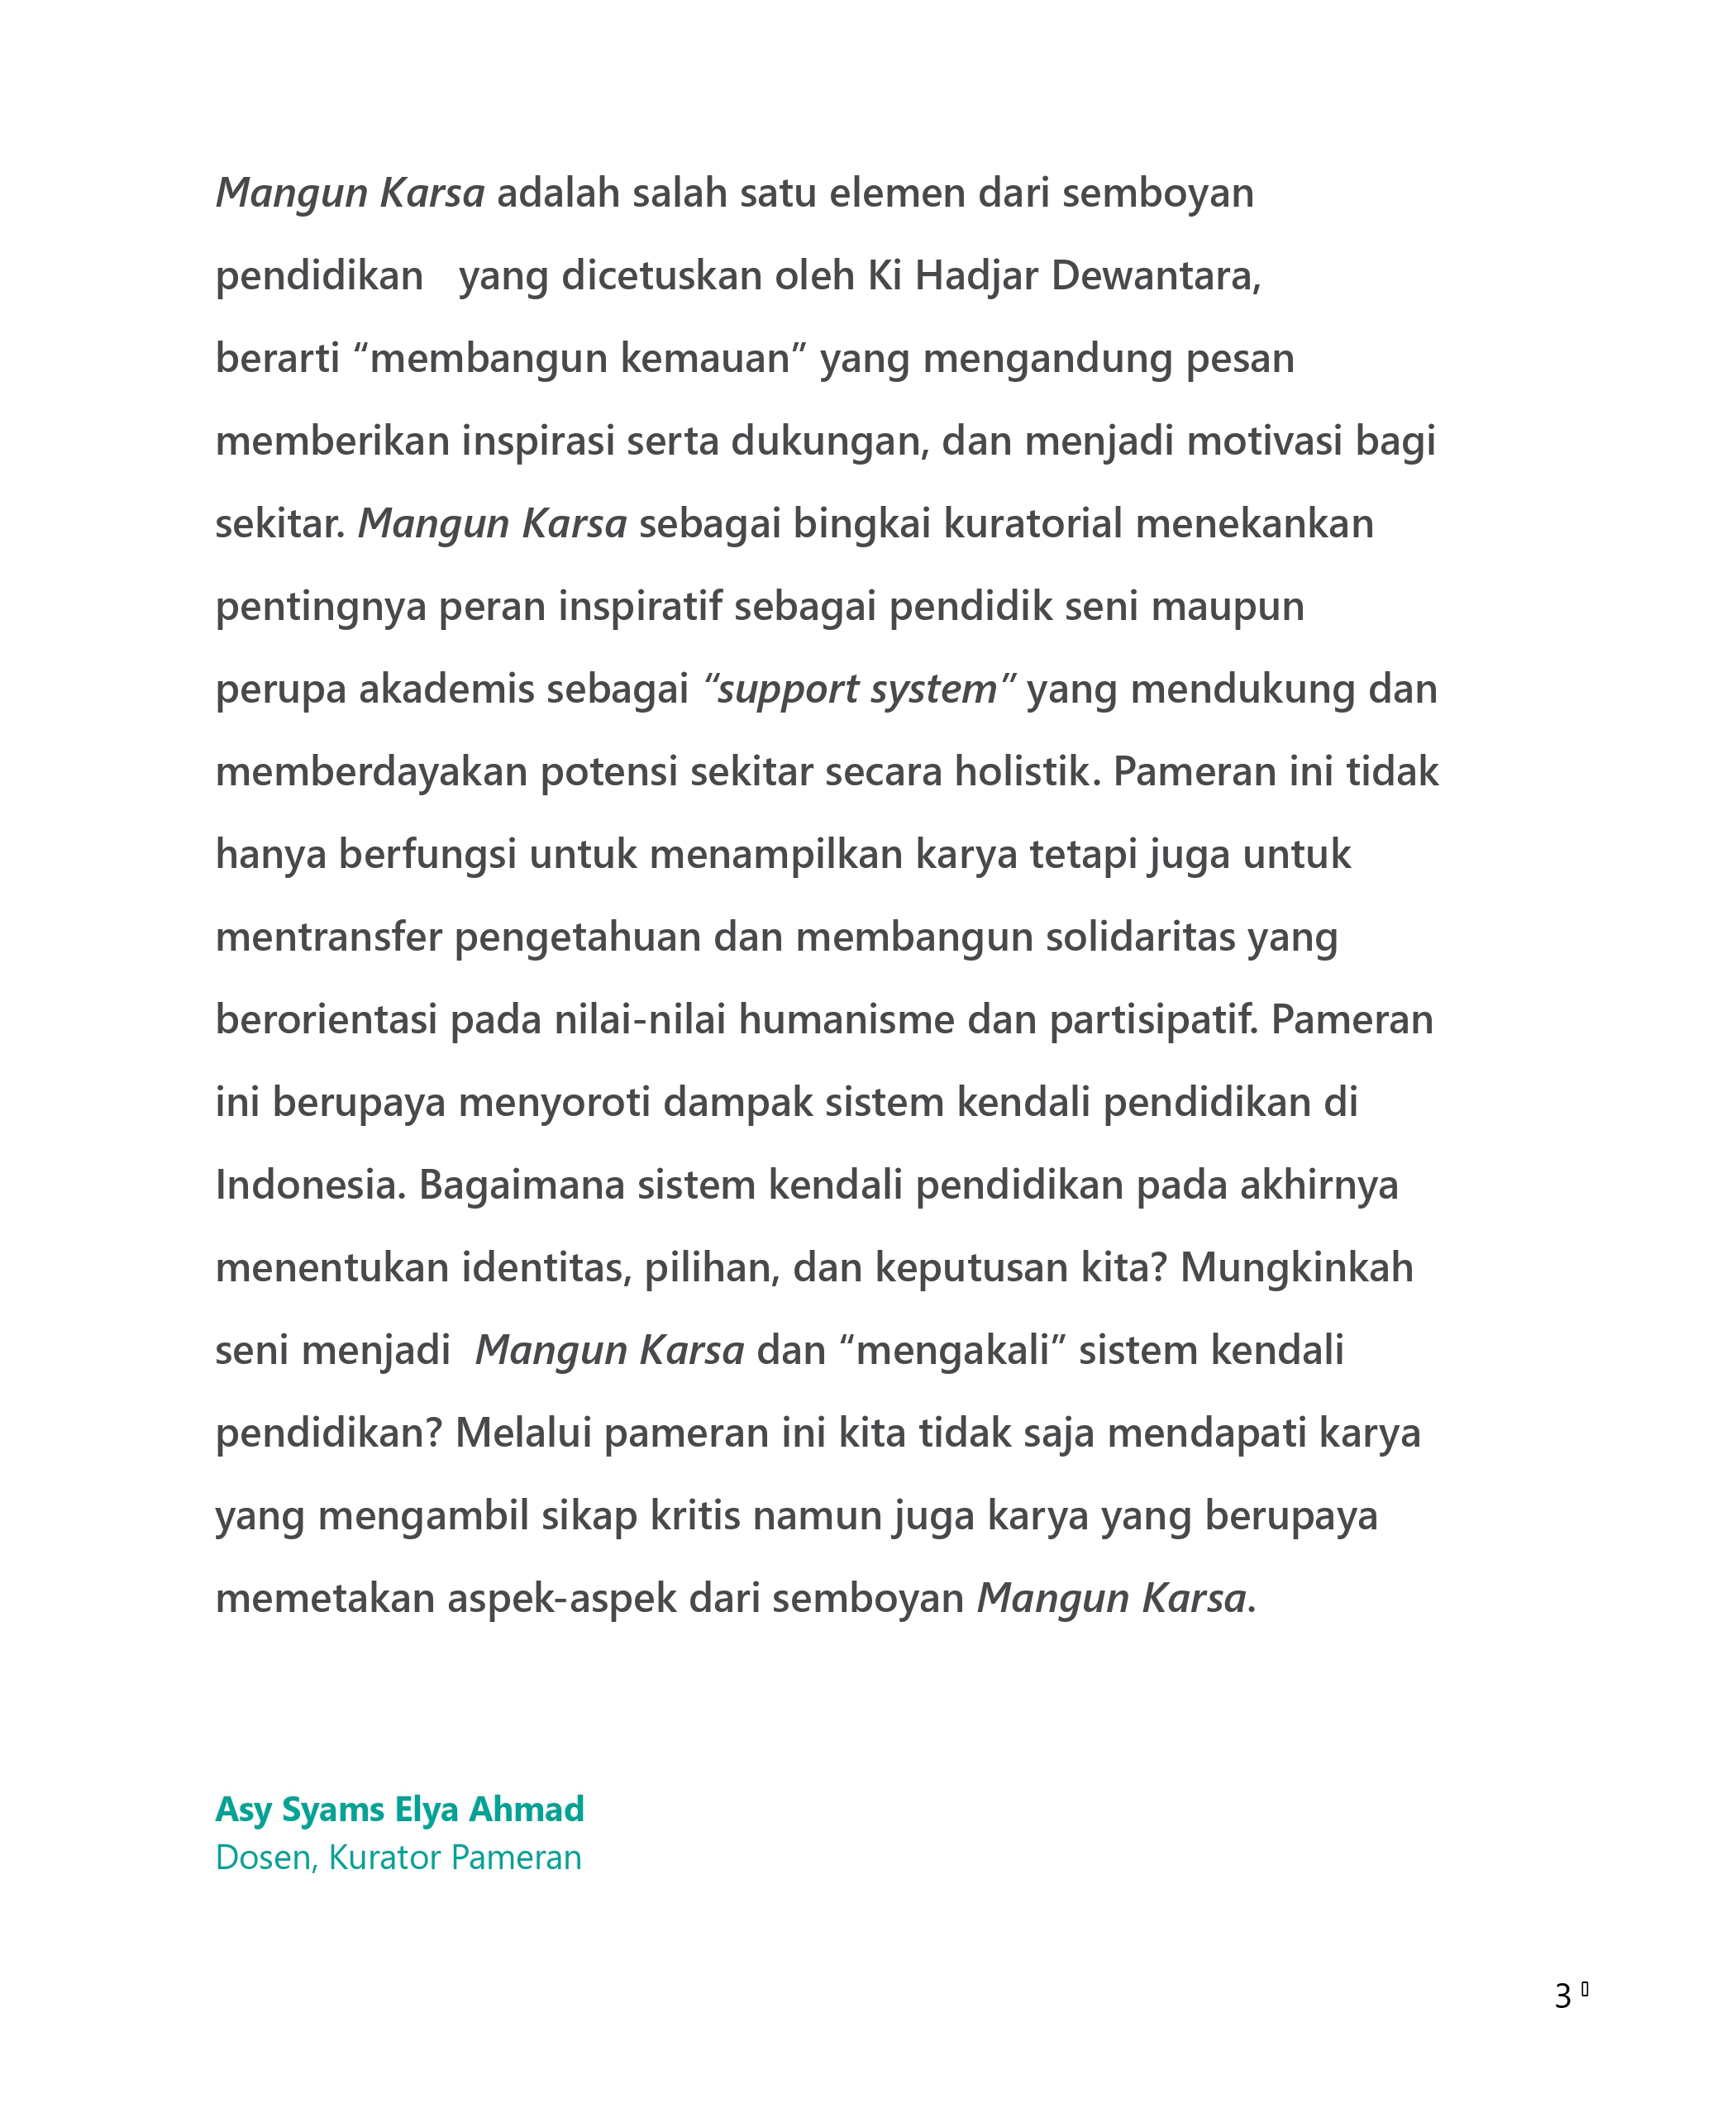 Mangun Karsa adalah salah satu elemen dari semboyan
pendidikan   yang dicetuskan oleh Ki Hadjar Dewantara,
berarti “membangun kemauan” yang mengandung pesan
memberikan inspirasi serta dukungan, dan menjadi motivasi bagi
sekitar. Mangun Karsa sebagai bingkai kuratorial menekankan
pentingnya peran inspiratif sebagai pendidik seni maupun
perupa akademis sebagai “support system” yang mendukung dan
memberdayakan potensi sekitar secara holistik. Pameran ini tidak
hanya berfungsi untuk menampilkan karya tetapi juga untuk
mentransfer pengetahuan dan membangun solidaritas yang
berorientasi pada nilai-nilai humanisme dan partisipatif. Pameran
ini berupaya menyoroti dampak sistem kendali pendidikan di
Indonesia. Bagaimana sistem kendali pendidikan pada akhirnya
menentukan identitas, pilihan, dan keputusan kita? Mungkinkah
seni menjadi  Mangun Karsa dan “mengakali” sistem kendali
pendidikan? Melalui pameran ini kita tidak saja mendapati karya
yang mengambil sikap kritis namun juga karya yang berupaya
memetakan aspek-aspek dari semboyan Mangun Karsa.
Asy Syams Elya Ahmad
Dosen, Kurator Pameran
3